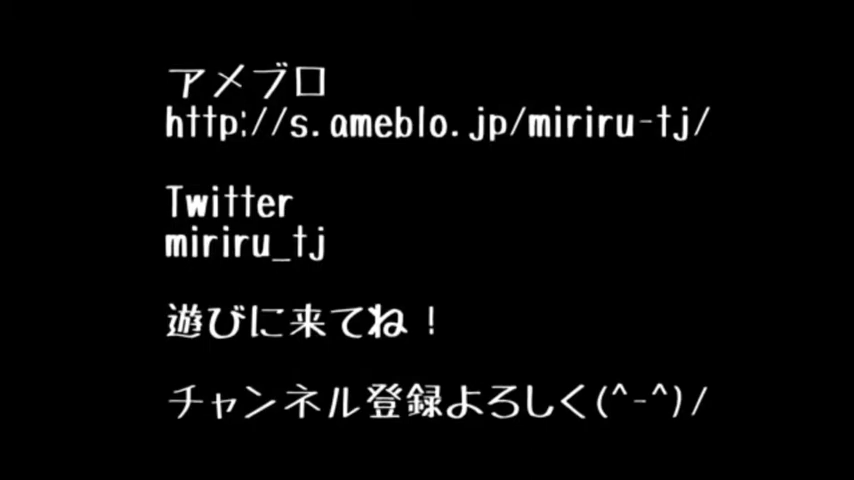 アメブロ
http://s.ameblo.jp/miriru-tj/
Twitter
miriru_tj
遊びに来てね！
チャンネル登録よろしく(^-^)/